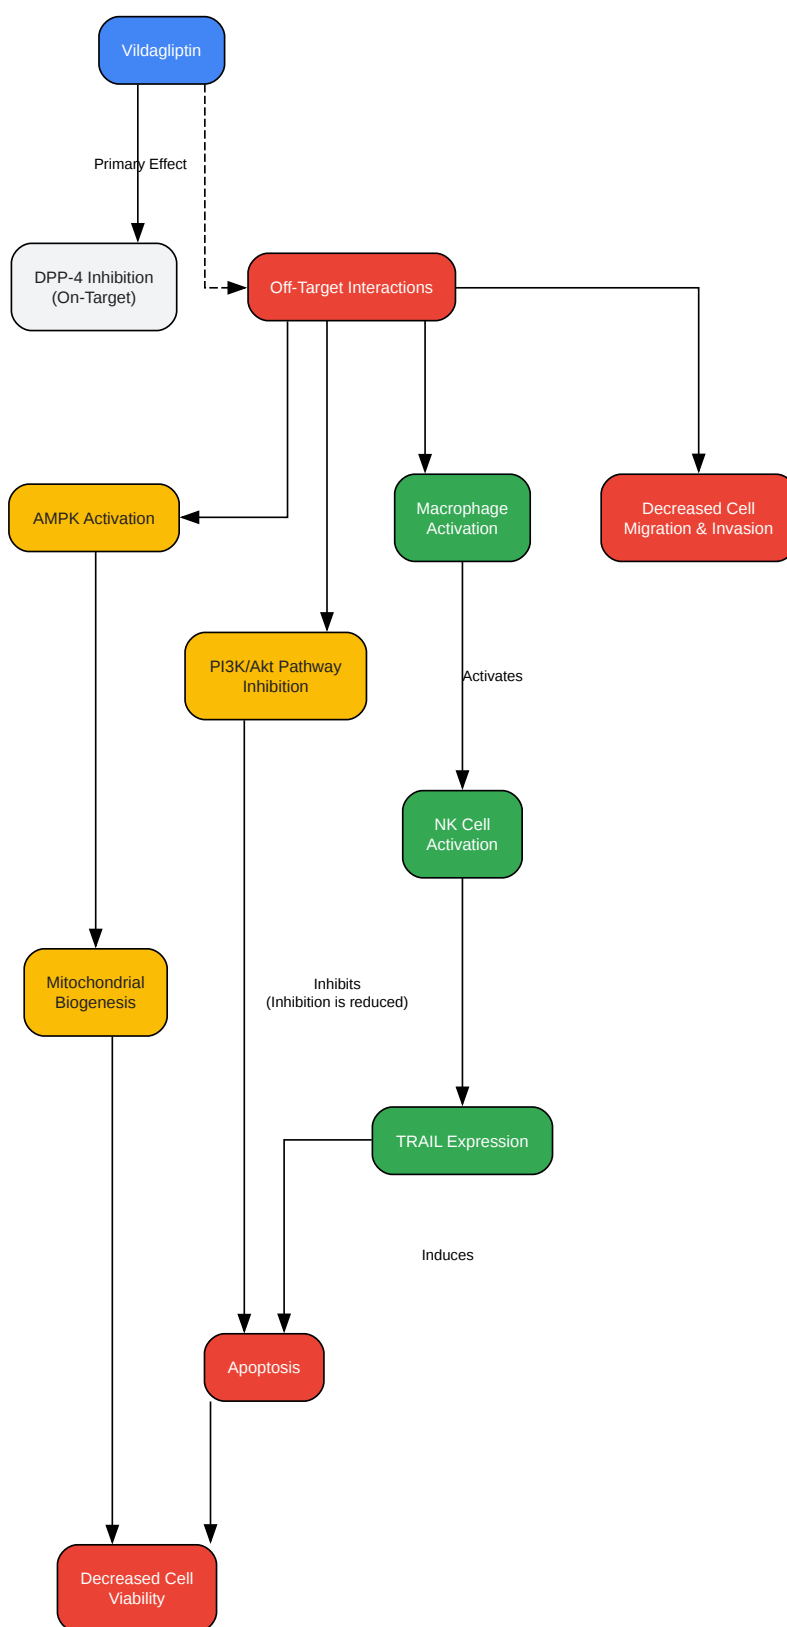 Vildagliptin
Primary Effect
DPP-4 Inhibition
(On-Target)
Off-Target Interactions
AMPK Activation
Macrophage
Activation
Decreased Cell
Migration & Invasion
PI3K/Akt Pathway
Inhibition
Activates
NK Cell
Activation
Mitochondrial
Biogenesis
Inhibits
(Inhibition is reduced)
TRAIL Expression
Induces
Apoptosis
Decreased Cell
Viability